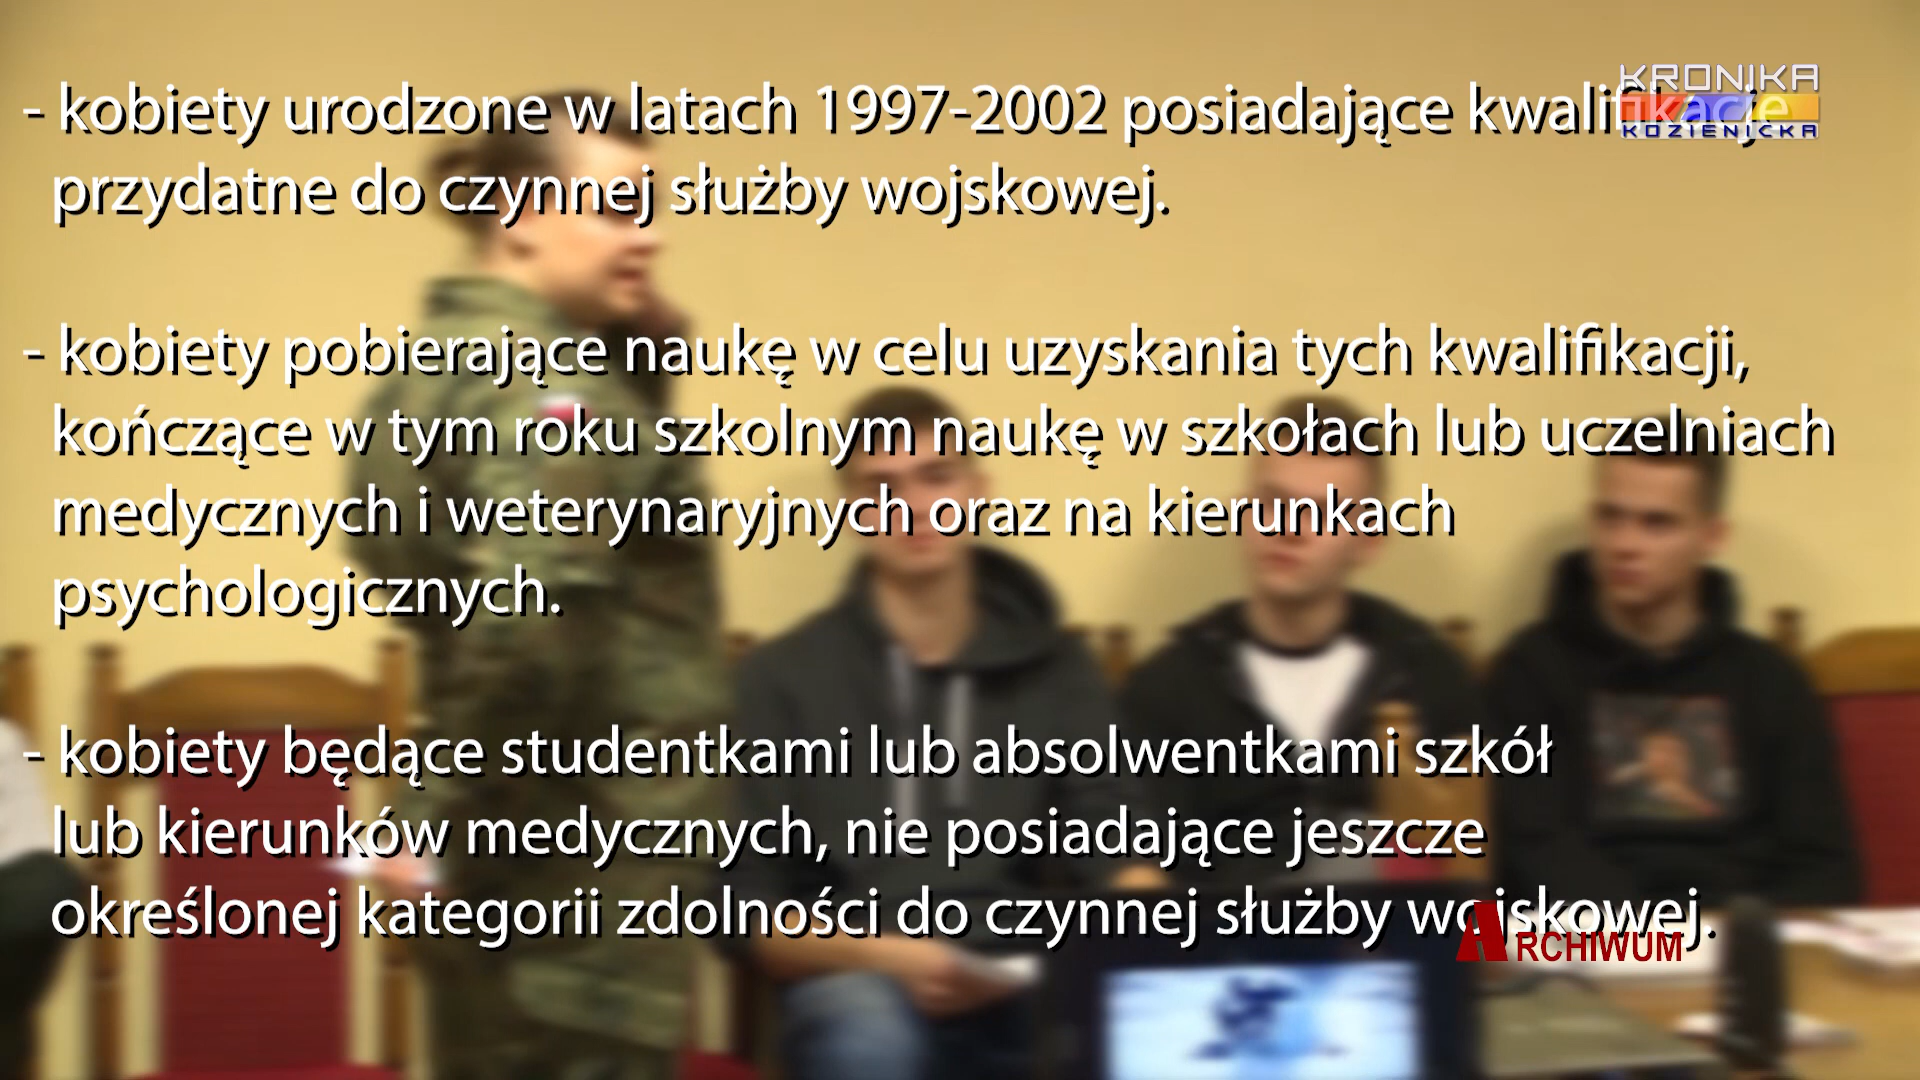 KRONIKA
KOZIENICKA
- kobiety urodzone w latach 1997-2002 posiadające kwalifikacje
przydatne do czynnej służby wojskowej.
- kobiety pobierające naukę w celu uzyskania tych kwalifikacji,
kończące w tym roku szkolnym naukę w szkołach lub uczelniach
medycznych i weterynaryjnych oraz na kierunkach
psychologicznych.
- kobiety będące studentkami lub absolwentkami szkół
lub kierunków medycznych, nie posiadające jeszcze
określonej kategorii zdolności do czynnej służby wojskowej.
ARCHIWUM